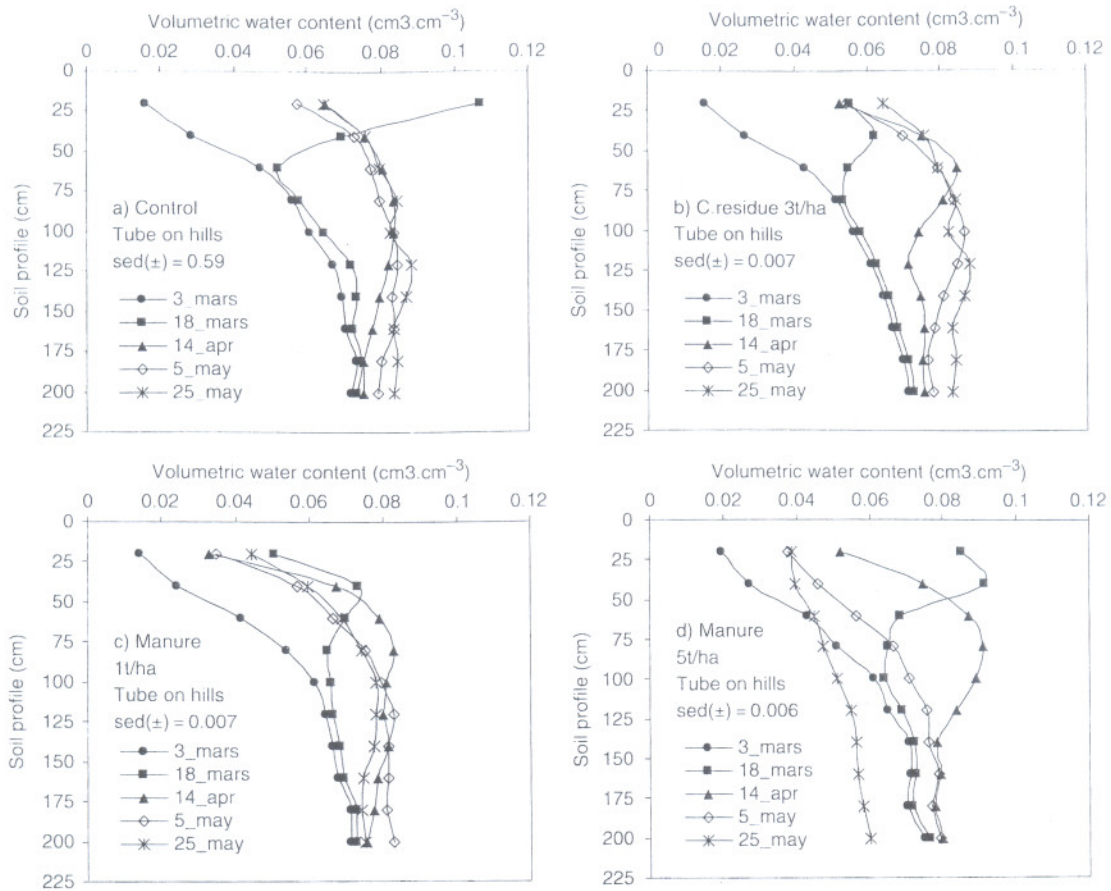 Volumetric water content (cm3.cm⁻³)
0 0.02 0.04 0.06 0.08 0.1 0.12
0
25
50
75
100
125
150
175
200
225
Soil profile (cm)
a) Control
Tube on hills
sed(±) = 0.59
3_mars
18_mars
14_apr
5_may
25_may
Volumetric water content (cm3.cm⁻³)
0 0.02 0.04 0.06 0.08 0.1 0.12
0
25
50
75
100
125
150
175
200
225
Soil profile (cm)
b) C.residue 3t/ha
Tube on hills
sed(±) = 0.007
3_mars
18_mars
14_apr
5_may
25_may
Volumetric water content (cm3.cm⁻³)
0 0.02 0.04 0.06 0.08 0.1 0.12
0
25
50
75
100
125
150
175
200
225
Soil profile (cm)
c) Manure
1t/ha
Tube on hills
sed(±) = 0.007
3_mars
18_mars
14_apr
5_may
25_may
Volumetric water content (cm3.cm⁻³)
0 0.02 0.04 0.06 0.08 0.1 0.12
0
25
50
75
100
125
150
175
200
225
Soil profile (cm)
d) Manure
5t/ha
Tube on hills
sed(±) = 0.006
3_mars
18_mars
14_apr
5_may
25_may